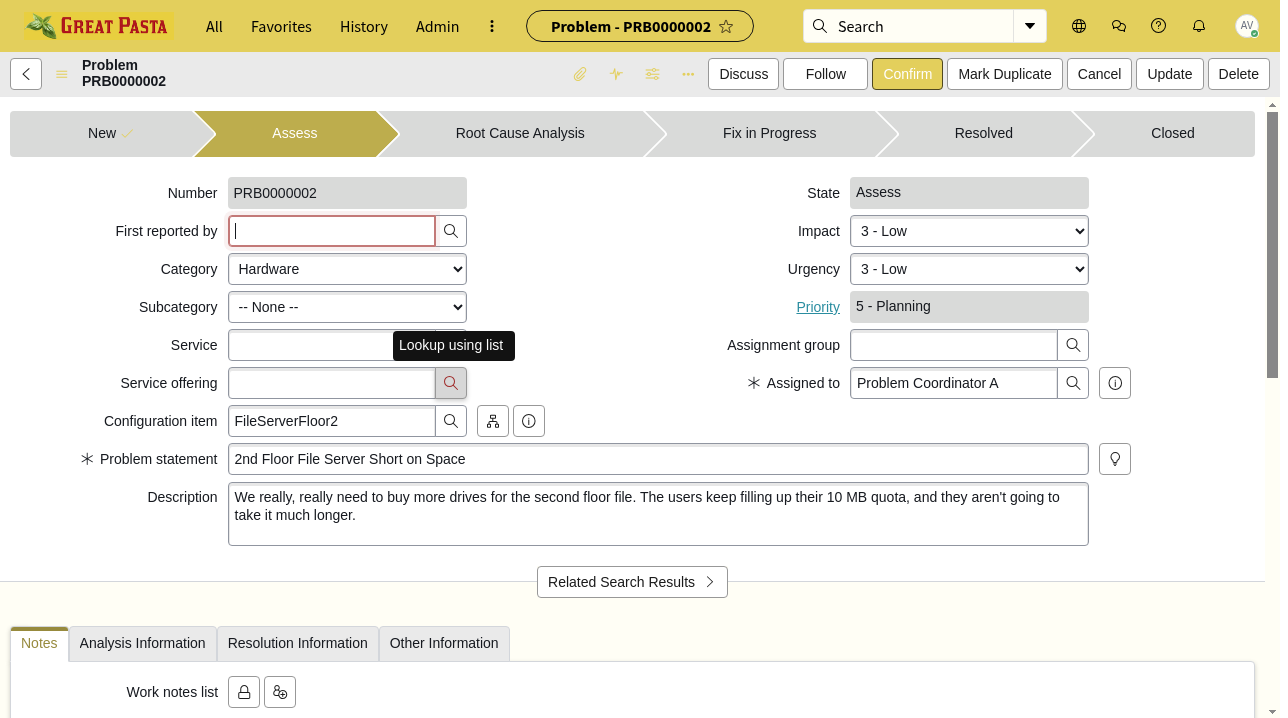 GREAT PASTA
All
Favorites
History
Admin
Problem - PRB0000002
Search
AV
Problem
PRB0000002
Discuss
Follow
Confirm
Mark Duplicate
Cancel
Update
Delete
New
Assess
Root Cause Analysis
Fix in Progress
Resolved
Closed
Number
PRB0000002
State
Assess
First reported by
Impact
3 - Low
Category
Hardware
Urgency
3 - Low
Subcategory
-- None --
Priority
5 - Planning
Service
Lookup using list
Assignment group
Service offering
Assigned to
Problem Coordinator A
Configuration item
FileServerFloor2
Problem statement
2nd Floor File Server Short on Space
Description
We really, really need to buy more drives for the second floor file. The users keep filling up their 10 MB quota, and they aren't going to
take it much longer.
Related Search Results
Notes
Analysis Information
Resolution Information
Other Information
Work notes list